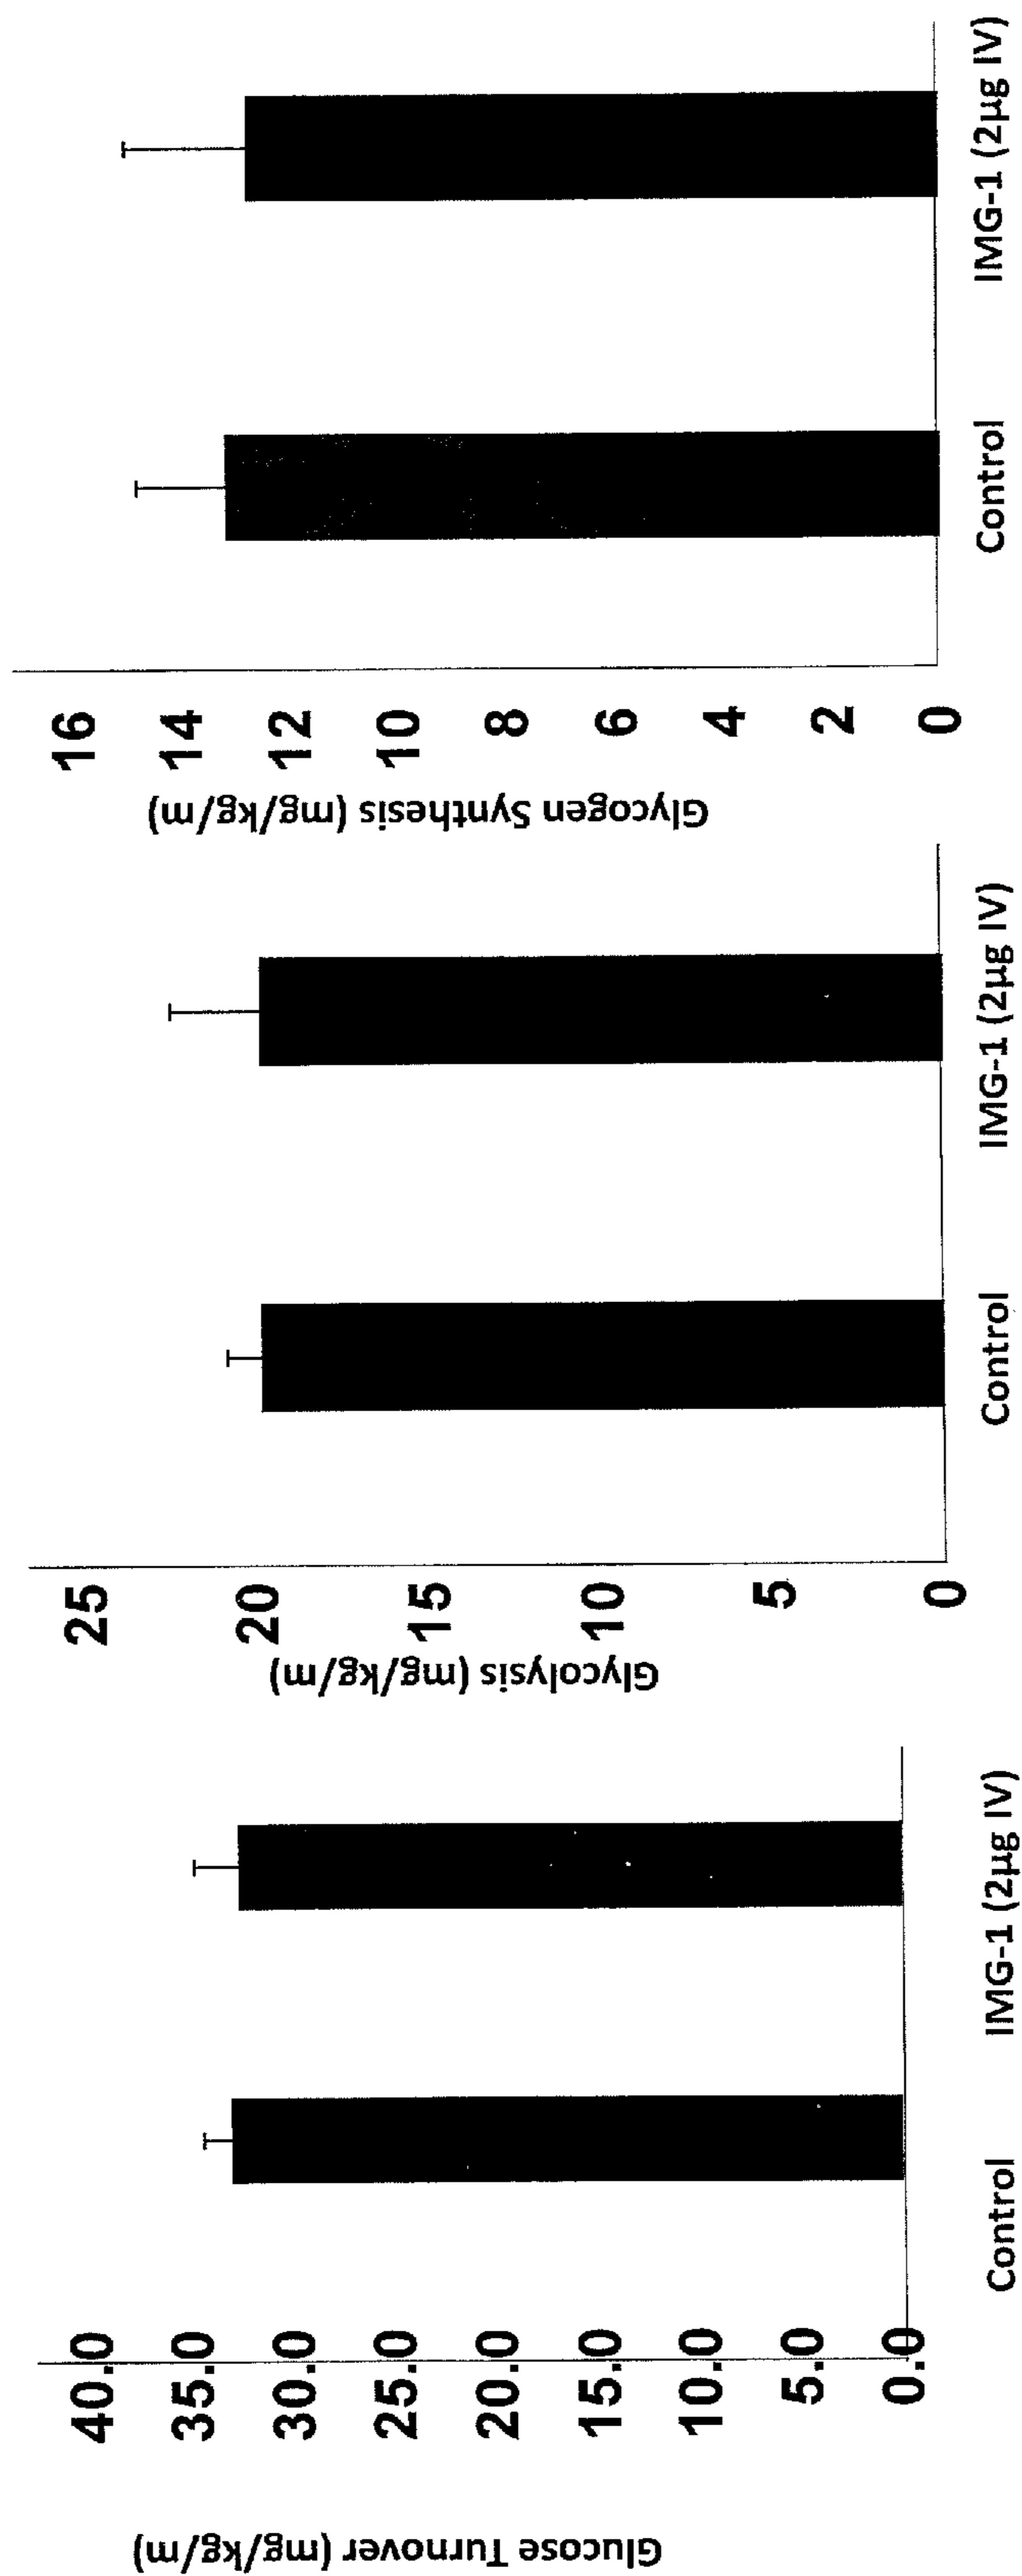 Glucose Turnover (mg/kg/m)
40.0
35.0
30.0
25.0
20.0
15.0
10.0
5.0
0.0
Control
IMG-1 (2µg IV)
Glycolysis (mg/kg/m)
25
20
15
10
5
0
Control
IMG-1 (2µg IV)
Glycogen Synthesis (mg/kg/m)
16
14
12
10
8
6
4
2
0
Control
IMG-1 (2µg IV)